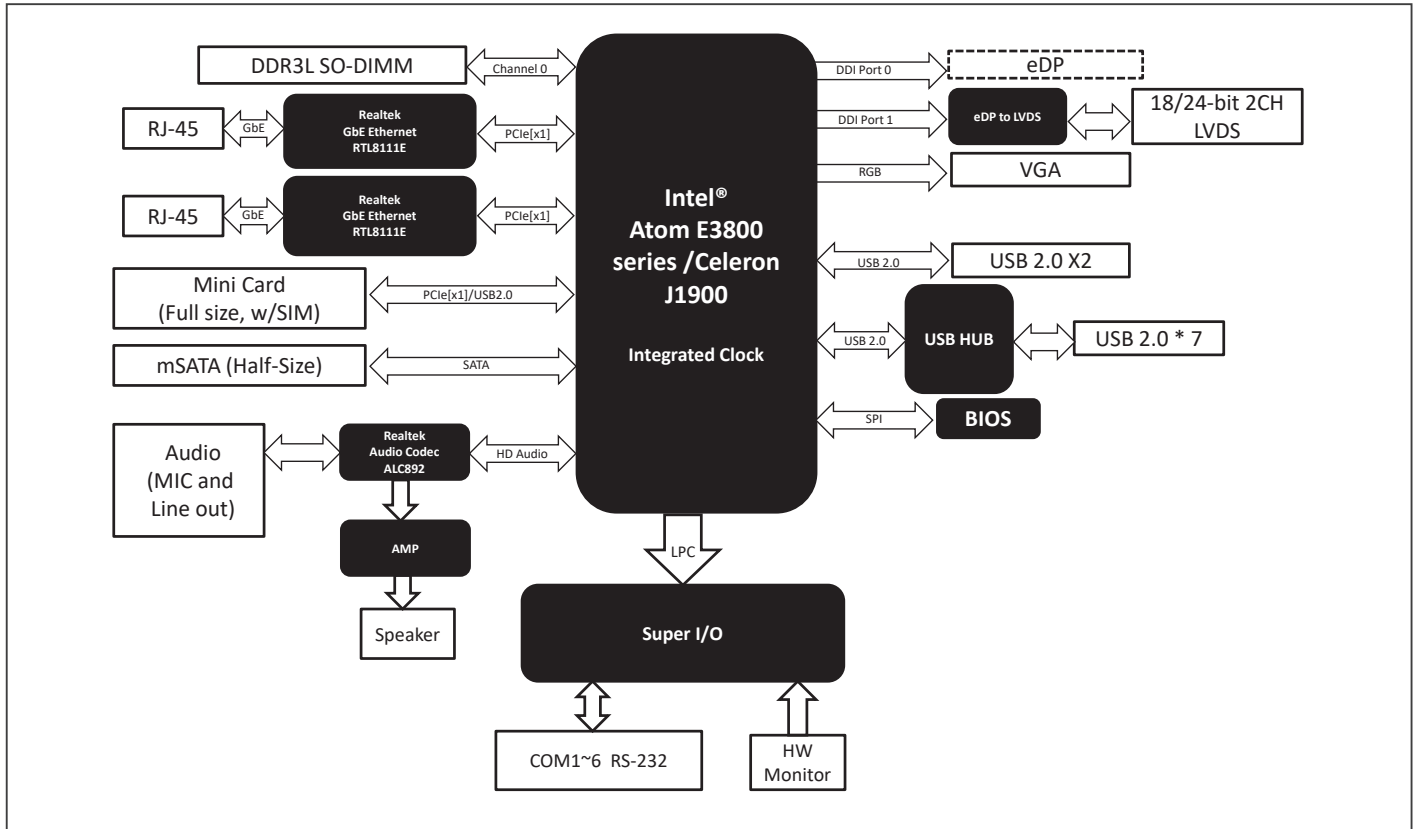 DDR3L SO-DIMM
Channel 0
RJ-45
GbE
Realtek
GbE Ethernet
RTL8111E
PCIe[x1]
RJ-45
GbE
Realtek
GbE Ethernet
RTL8111E
PCIe[x1]
Mini Card
(Full size, w/SIM)
PCIe[x1]/USB2.0
mSATA (Half-Size)
SATA
Audio
(MIC and
Line out)
Realtek
Audio Codec
ALC892
HD Audio
AMP
Speaker
Intel®
Atom E3800
series /Celeron
J1900
Integrated Clock
DDI Port 0
eDP
DDI Port 1
eDP to LVDS
18/24-bit 2CH
LVDS
RGB
VGA
USB 2.0
USB 2.0 X2
USB 2.0
USB HUB
USB 2.0 * 7
SPI
BIOS
LPC
Super I/O
COM1~6 RS-232
HW
Monitor